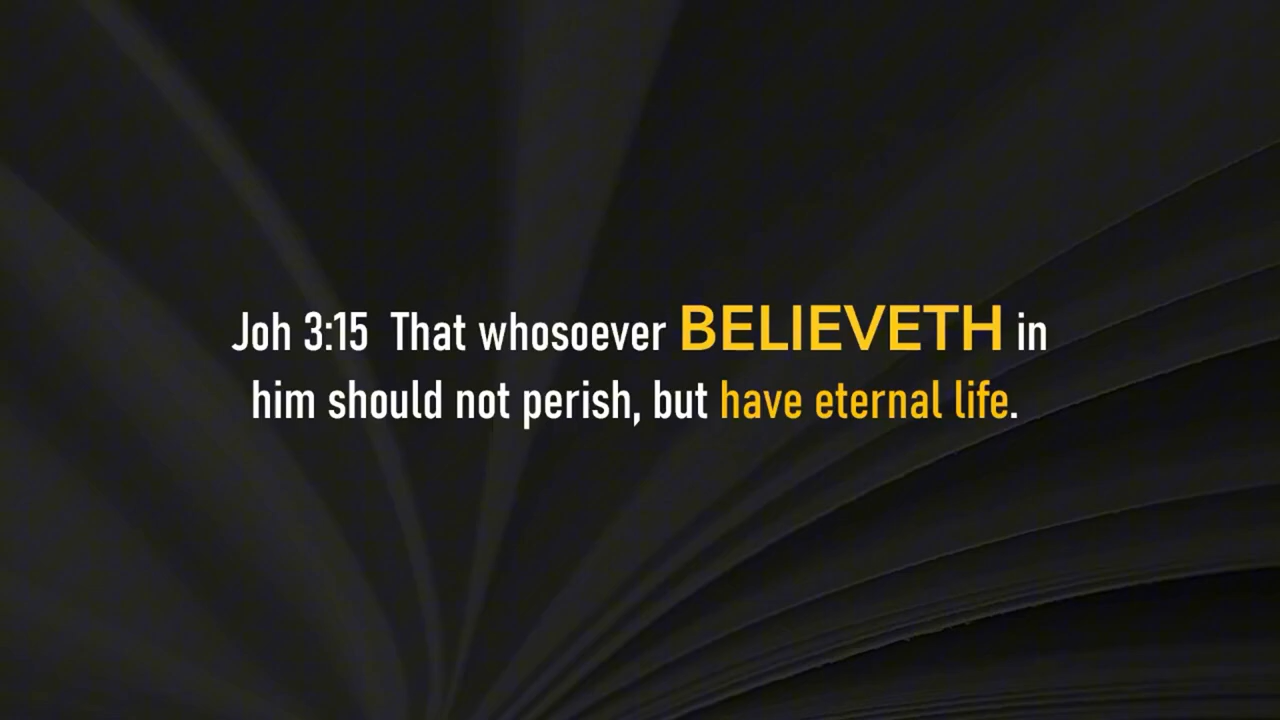 Joh 3:15  That whosoever BELIEVETH in
him should not perish, but have eternal life.